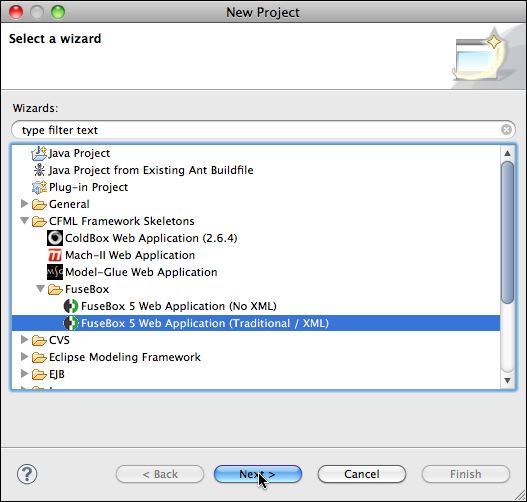 New Project
Select a wizard
Wizards:
type filter text
Java Project
Java Project from Existing Ant Buildfile
Plug-in Project
General
CFML Framework Skeletons
ColdBox Web Application (2.6.4)
Mach-II Web Application
Model-Glue Web Application
FuseBox
FuseBox 5 Web Application (No XML)
FuseBox 5 Web Application (Traditional / XML)
CVS
Eclipse Modeling Framework
EJB
? < Back Next > Cancel Finish